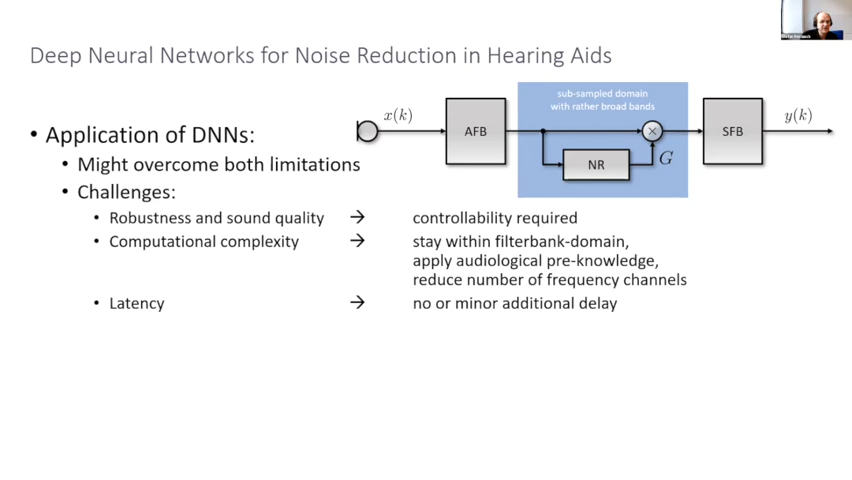 Deep Neural Networks for Noise Reduction in Hearing Aids
sub-sampled domain
with rather broad bands
x(k)
AFB
NR
G
SFB
y(k)
• Application of DNNs:
• Might overcome both limitations
• Challenges:
• Robustness and sound quality → controllability required
• Computational complexity → stay within filterbank-domain,
apply audiological pre-knowledge,
reduce number of frequency channels
• Latency → no or minor additional delay